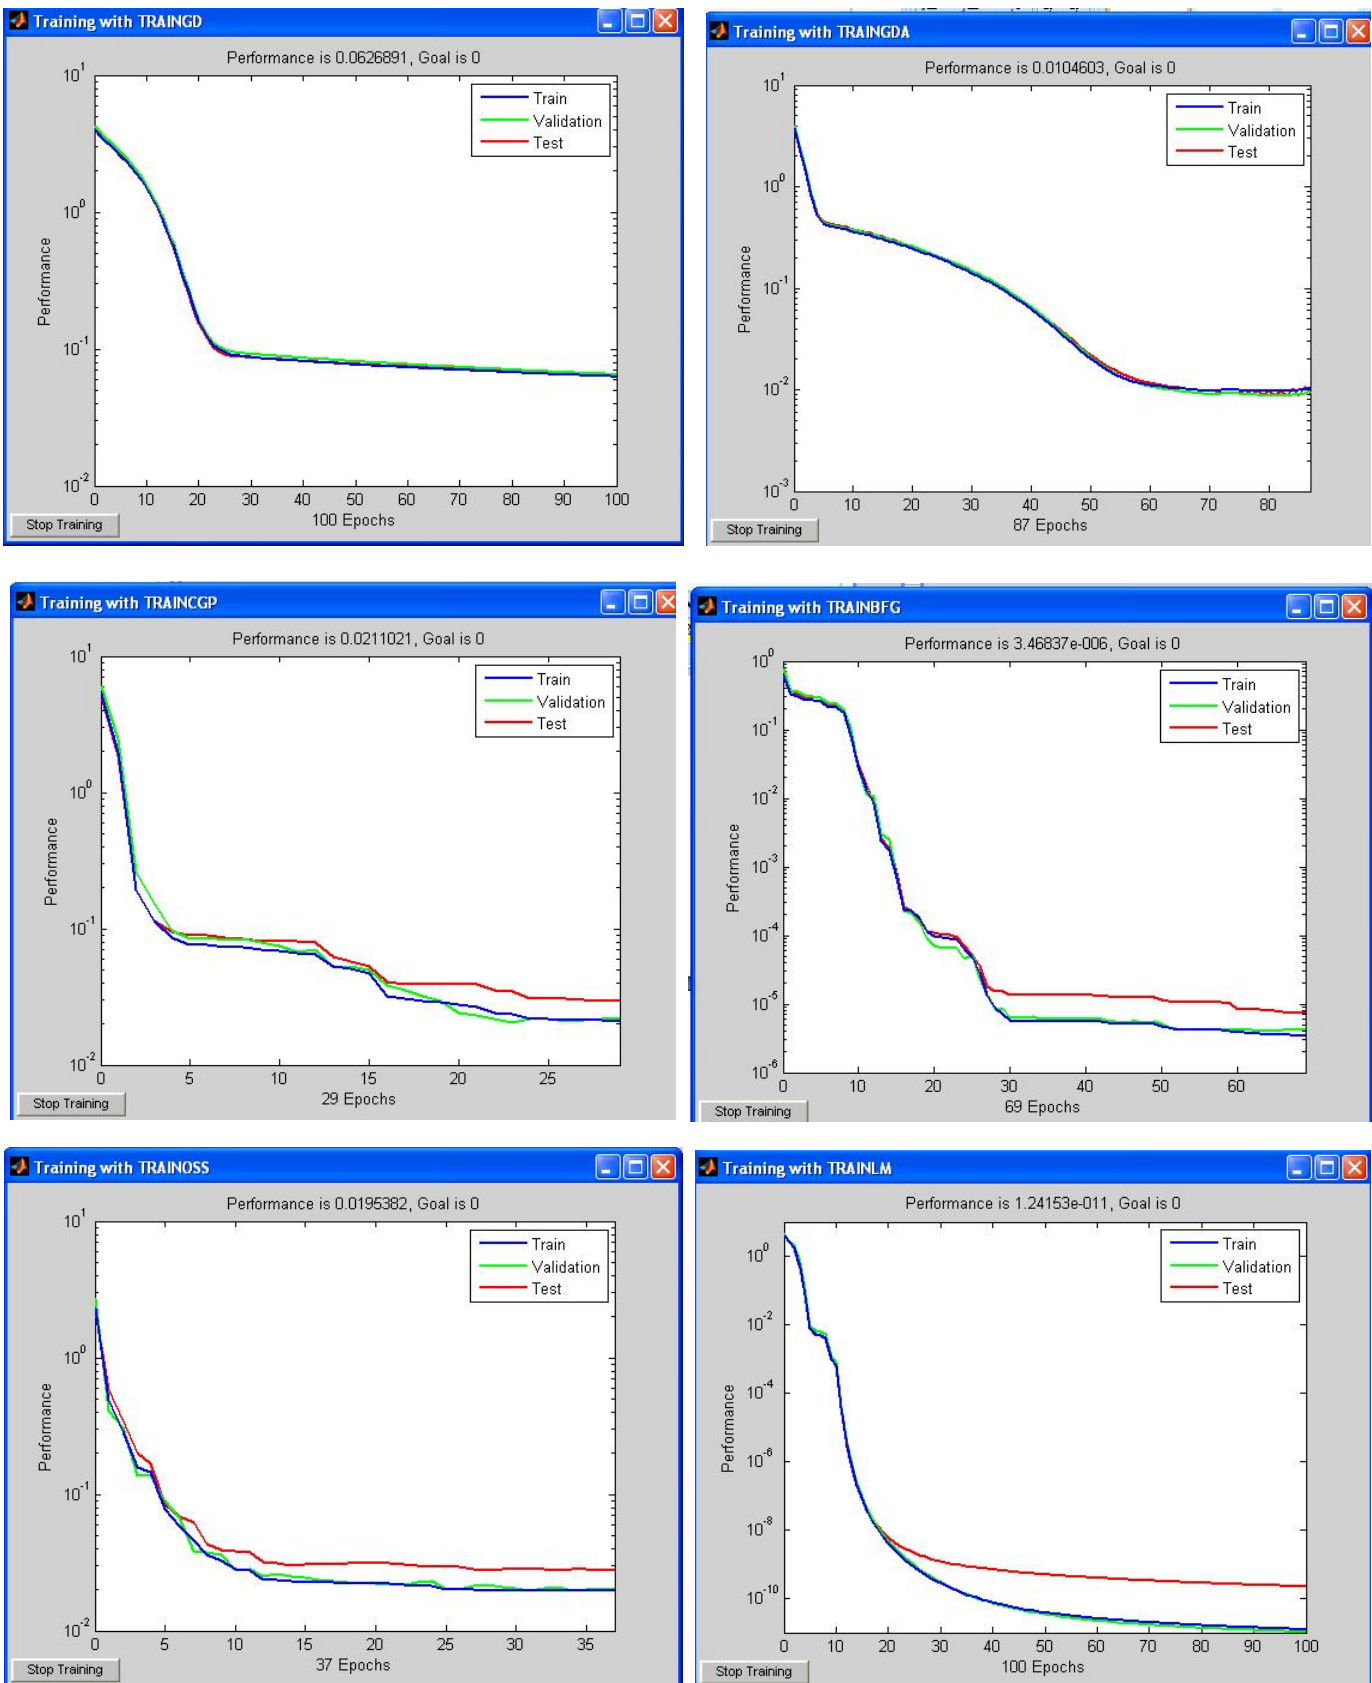 Training with TRAINGD
Performance is 0.0626891, Goal is 0
10^1
10^0
10^-1
10^-2
Performance
Train
Validation
Test
0 10 20 30 40 50 60 70 80 90 100
100 Epochs
Stop Training
Training with TRAINGDA
Performance is 0.0104603, Goal is 0
10^1
10^0
10^-1
10^-2
10^-3
Performance
Train
Validation
Test
0 10 20 30 40 50 60 70 80
87 Epochs
Stop Training
Training with TRAINCGP
Performance is 0.0211021, Goal is 0
10^1
10^0
10^-1
10^-2
Performance
Train
Validation
Test
0 5 10 15 20 25
29 Epochs
Stop Training
Training with TRAINBFG
Performance is 3.46837e-006, Goal is 0
10^0
10^-1
10^-2
10^-3
10^-4
10^-5
10^-6
Performance
Train
Validation
Test
0 10 20 30 40 50 60
69 Epochs
Stop Training
Training with TRAINOSS
Performance is 0.0195382, Goal is 0
10^1
10^0
10^-1
10^-2
Performance
Train
Validation
Test
0 5 10 15 20 25 30 35
37 Epochs
Stop Training
Training with TRAINLM
Performance is 1.24153e-011, Goal is 0
10^0
10^-2
10^-4
10^-6
10^-8
10^-10
Performance
Train
Validation
Test
0 10 20 30 40 50 60 70 80 90 100
100 Epochs
Stop Training